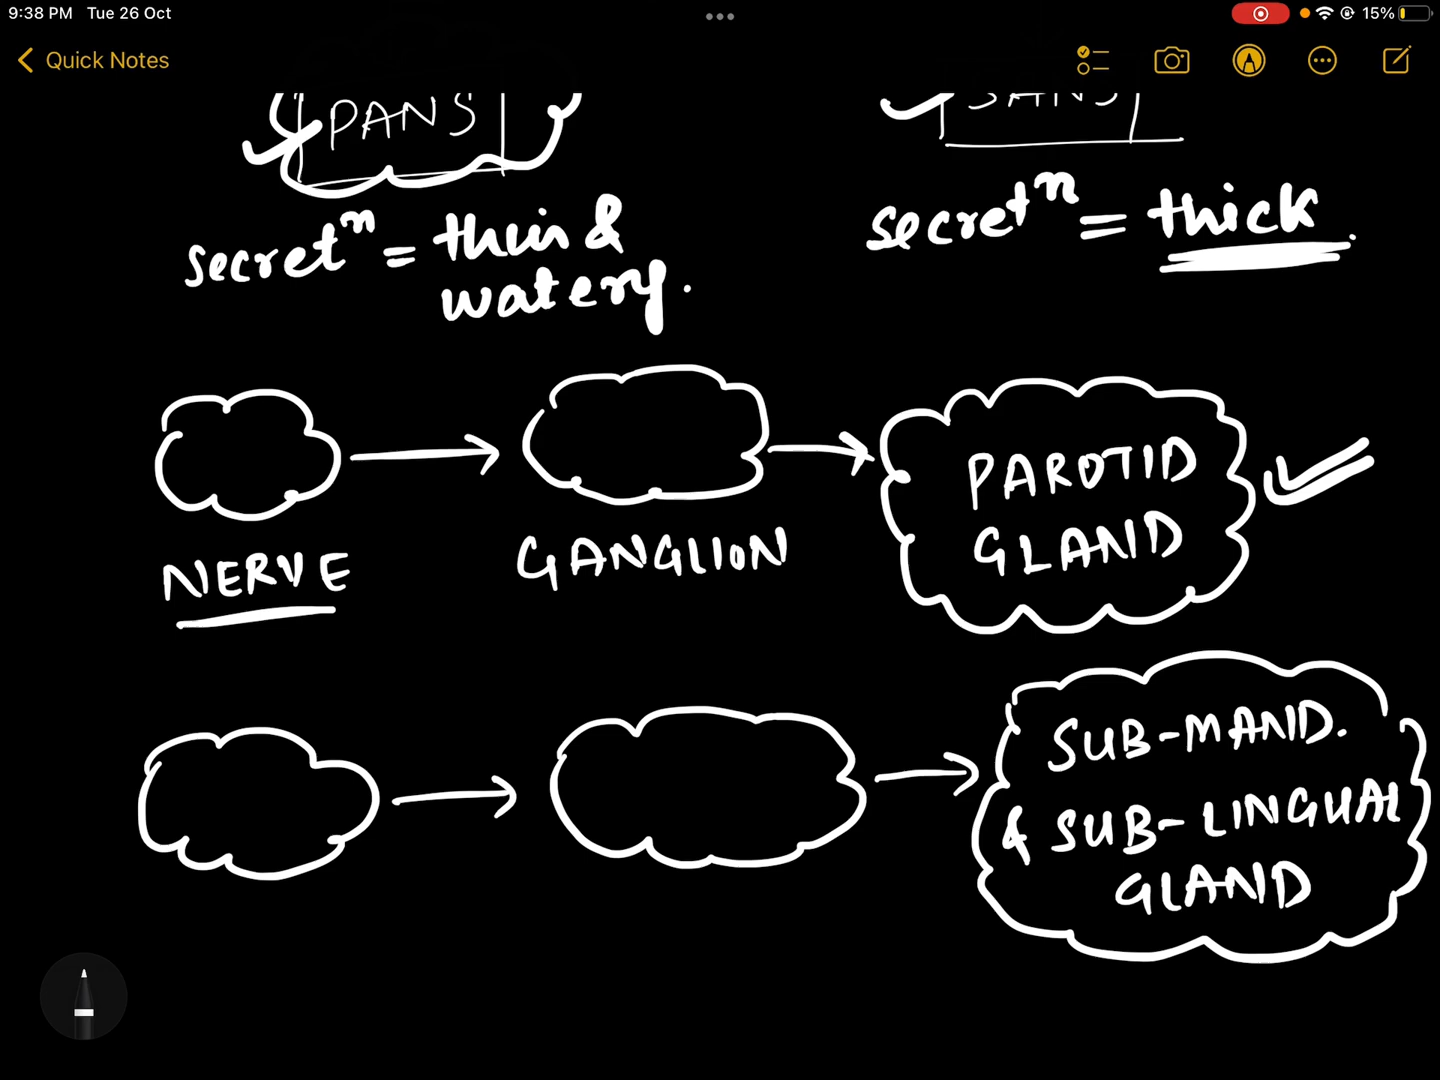 9:38 PM Tue 26 Oct
15%
Quick Notes
PANS
SANS
secretⁿ = thin &
watery.
secretⁿ = thick.
NERVE
GANGLION
PAROTID
GLAND
SUB-MAND.
& SUB-LINGUAL
GLAND